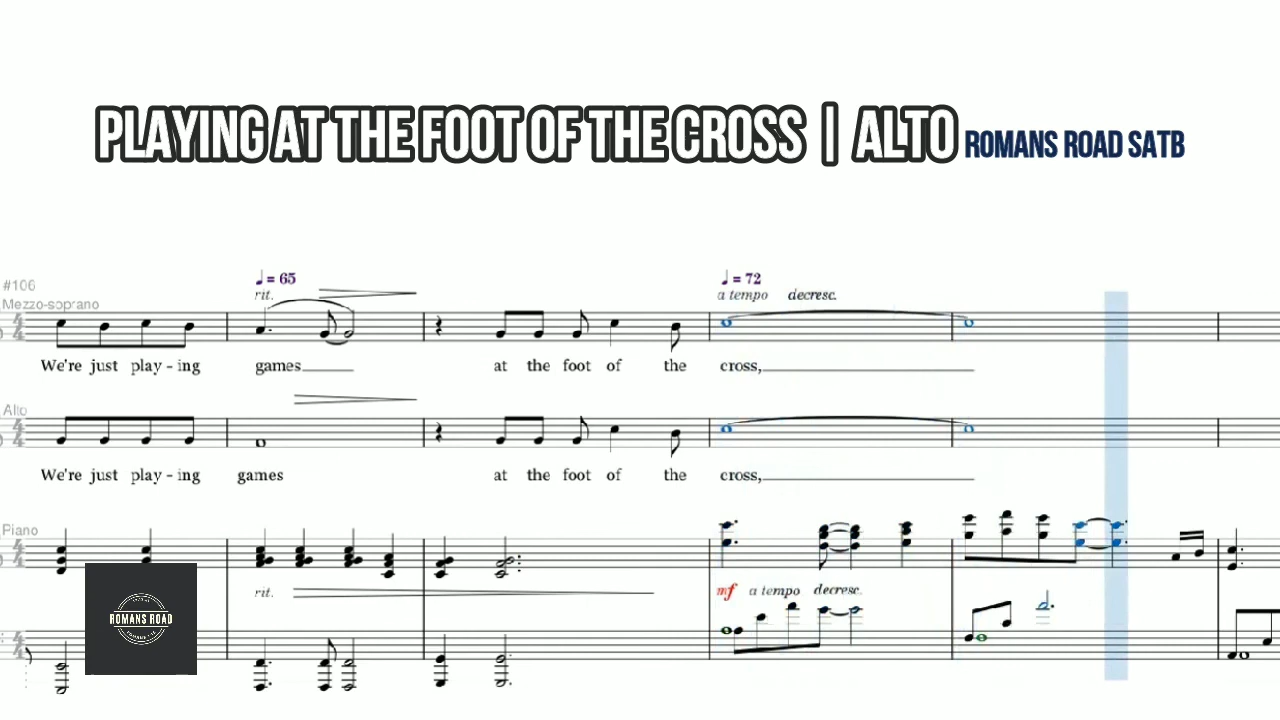 PLAYING AT THE FOOT OF THE CROSS | ALTO ROMANS ROAD SATB
#106
♩ = 65
♩ = 72
rit.
a tempo decresc.
Mezzo-soprano
We're just play - ing games at the foot of the cross,
Alto
We're just play - ing games at the foot of the cross,
Piano
rit.
mf a tempo decresc.
ROMANS ROAD